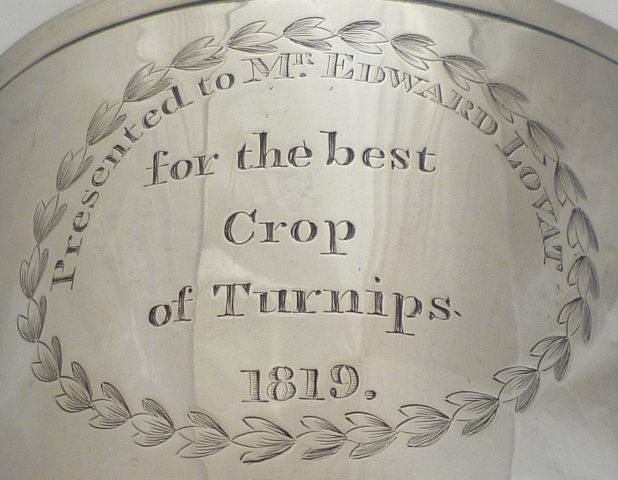 Presented to Mr. EDWARD LOVAT
for the best
Crop
of Turnips.
1819.